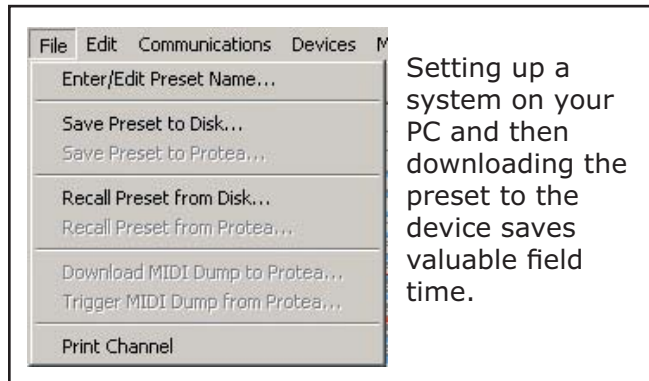 File Edit Communications Devices
Enter/Edit Preset Name...
Save Preset to Disk...
Save Preset to Protea...
Recall Preset from Disk...
Recall Preset from Protea...
Download MIDI Dump to Protea...
Trigger MIDI Dump from Protea...
Print Channel
Setting up a
system on your
PC and then
downloading the
preset to the
device saves
valuable field
time.